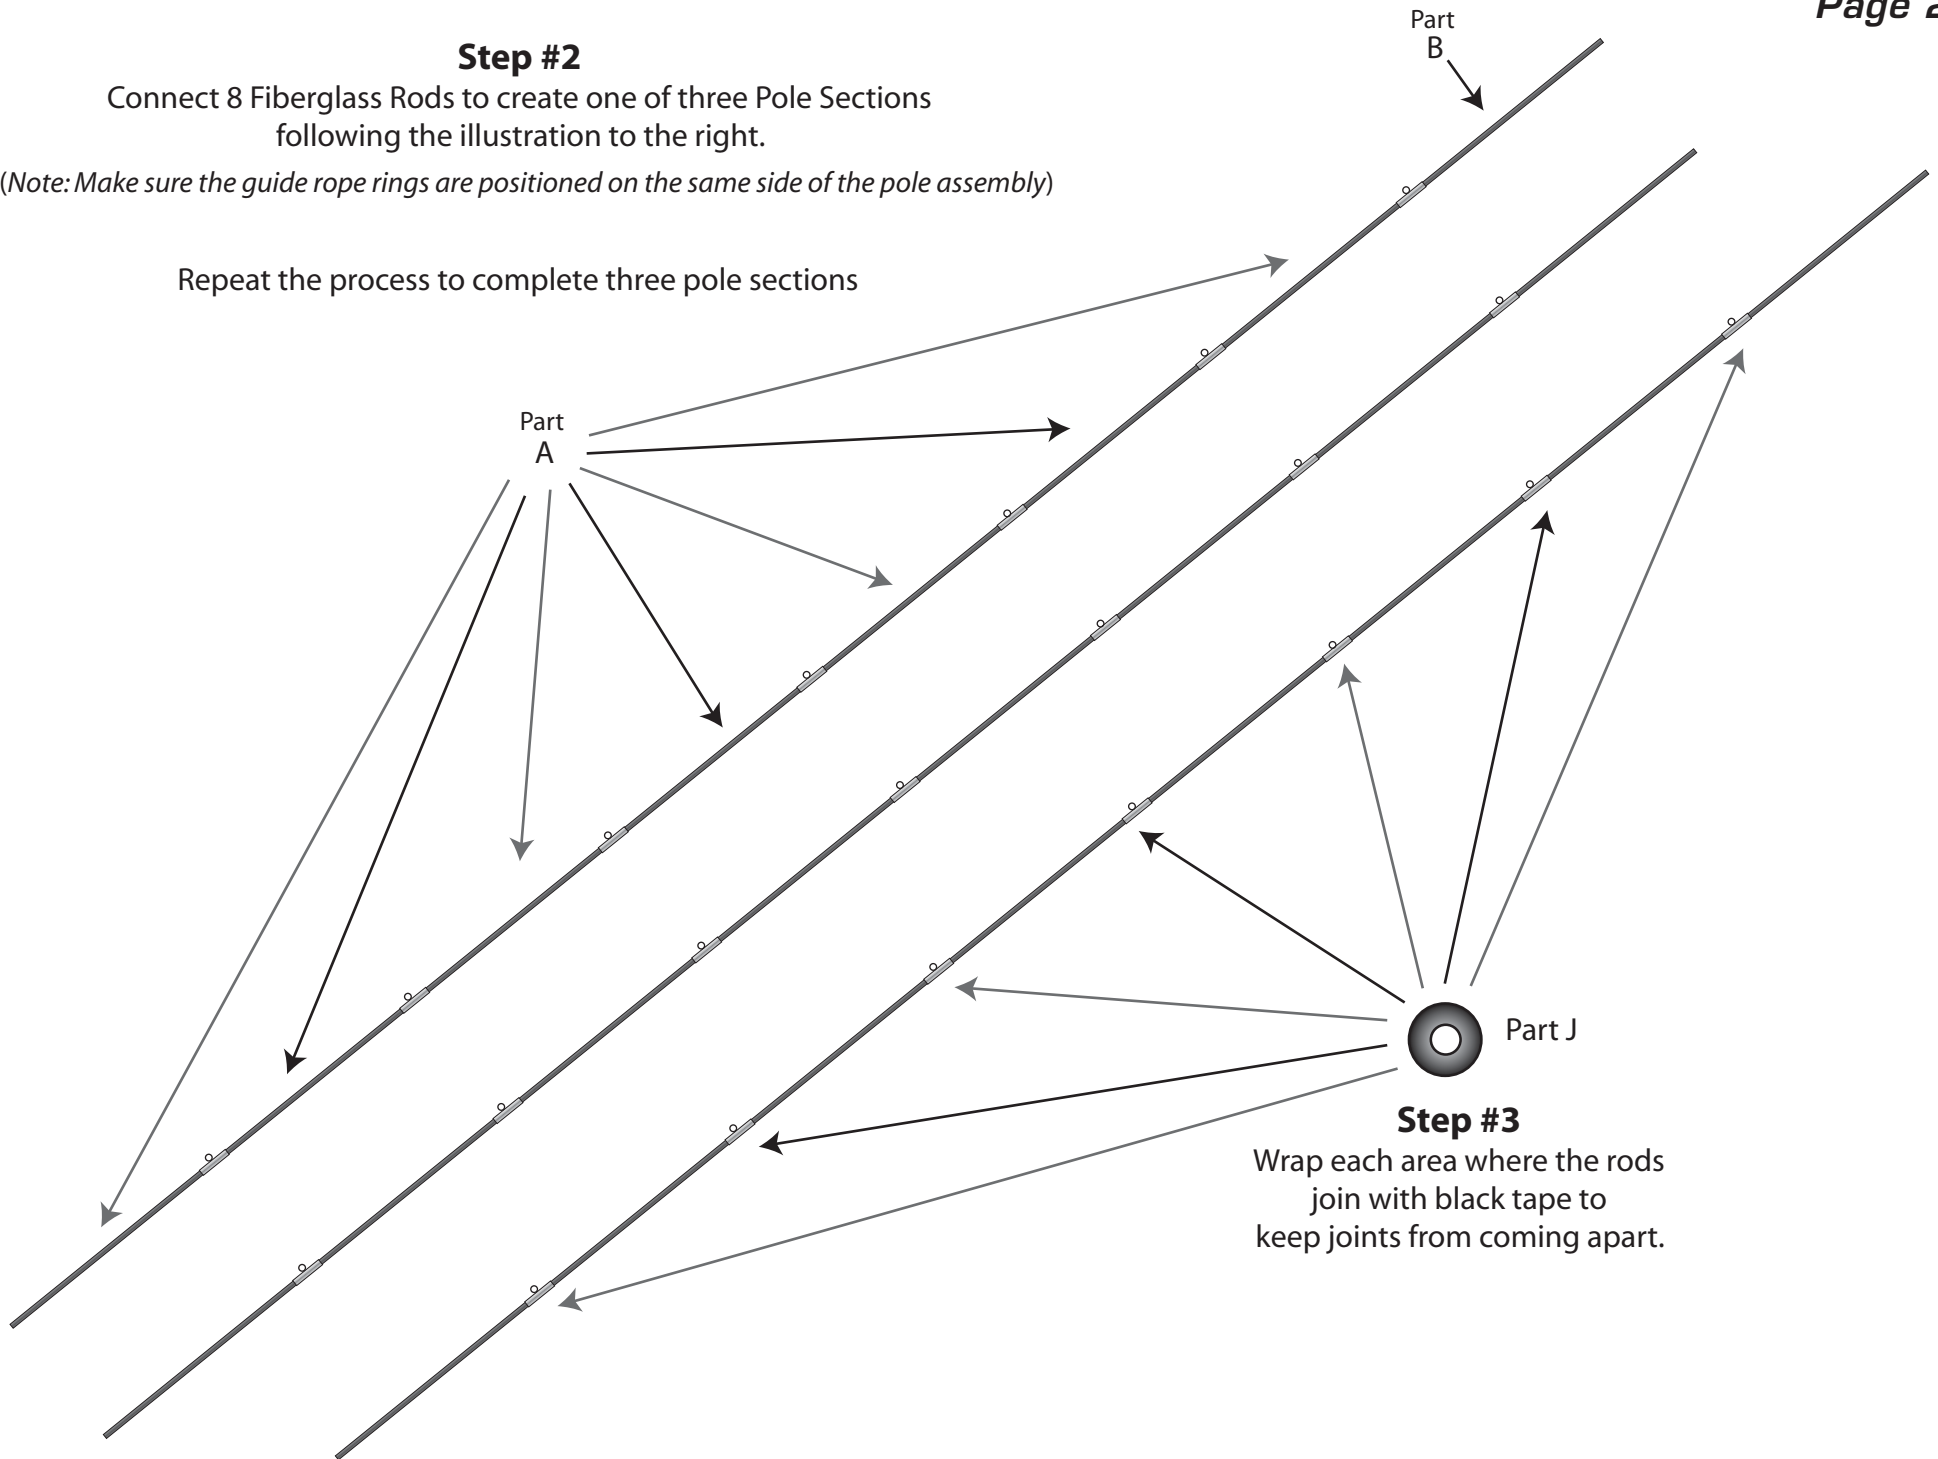 Page 2
Part
B
Step #2
Connect 8 Fiberglass Rods to create one of three Pole Sections
following the illustration to the right.
(Note: Make sure the guide rope rings are positioned on the same side of the pole assembly)
Repeat the process to complete three pole sections
Part
A
Part J
Step #3
Wrap each area where the rods
join with black tape to
keep joints from coming apart.